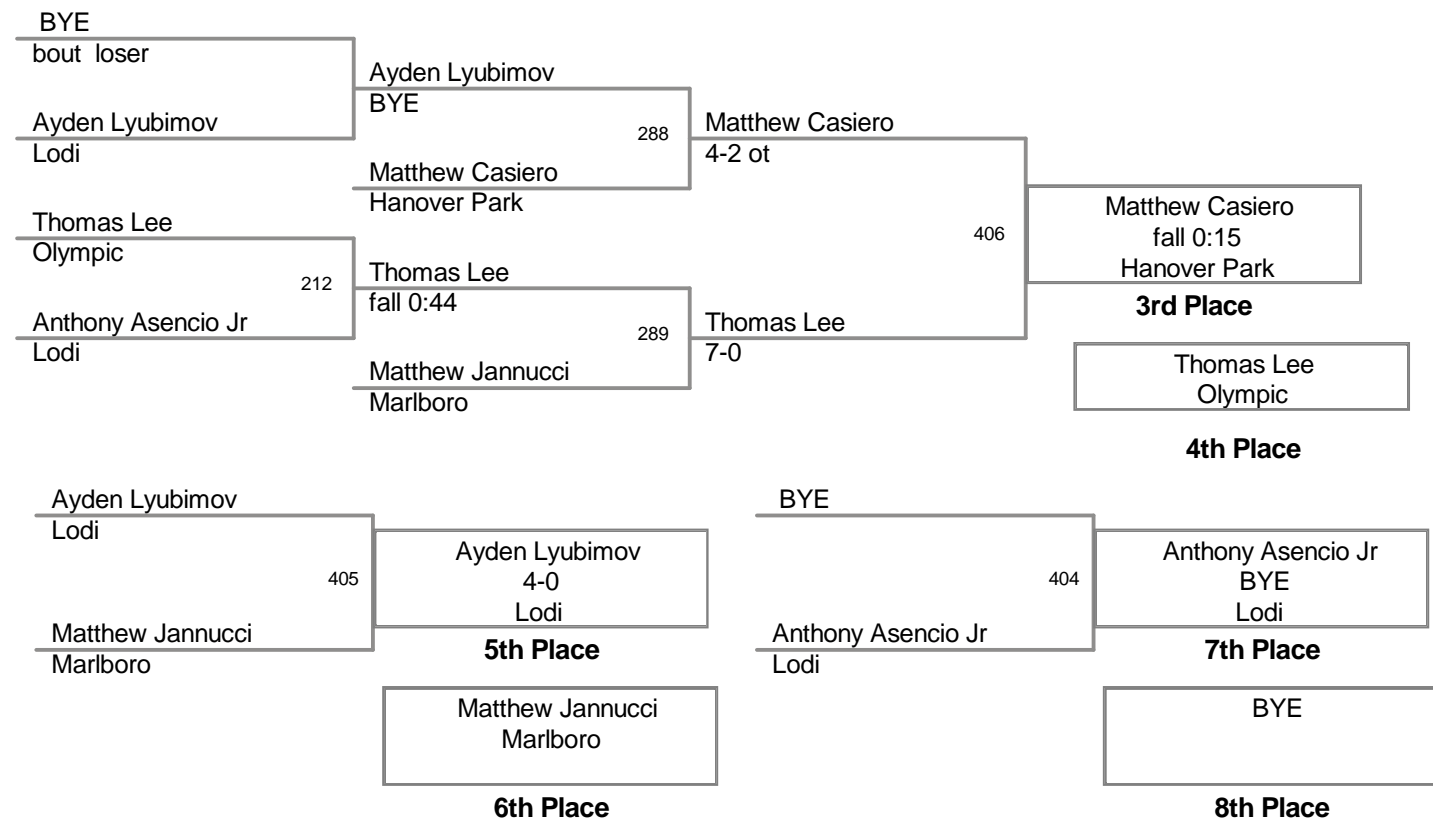 BYE
bout loser
Ayden Lyubimov
BYE
Ayden Lyubimov
Lodi
288
Matthew Casiero
4-2 ot
Matthew Casiero
Hanover Park
Thomas Lee
Olympic
212
Thomas Lee
fall 0:44
Anthony Asencio Jr
Lodi
289
Thomas Lee
7-0
Matthew Jannucci
Marlboro
406
Matthew Casiero
fall 0:15
Hanover Park
3rd Place
Thomas Lee
Olympic
4th Place
Ayden Lyubimov
Lodi
405
Ayden Lyubimov
4-0
Lodi
Matthew Jannucci
Marlboro
5th Place
Matthew Jannucci
Marlboro
6th Place
BYE
404
Anthony Asencio Jr
BYE
Lodi
Anthony Asencio Jr
Lodi
7th Place
BYE
8th Place